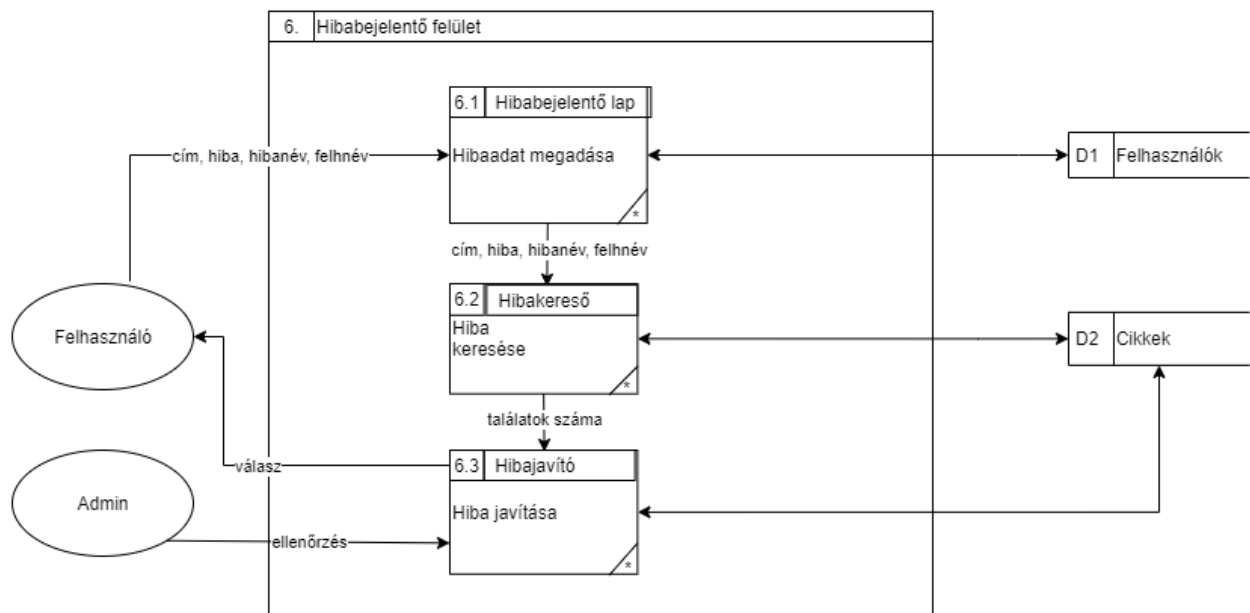 6. Hibabejelentő felület
6.1 Hibabejelentő lap
cím, hiba, hibanév, felhnév
Hibaadat megadása
D1 Felhasználók
*
cím, hiba, hibanév, felhnév
6.2 Hibakereső
Hiba
keresése
Felhasználó
D2 Cikkek
*
találatok száma
válasz
6.3 Hibajavító
Admin
Hiba javítása
ellenőrzés
*